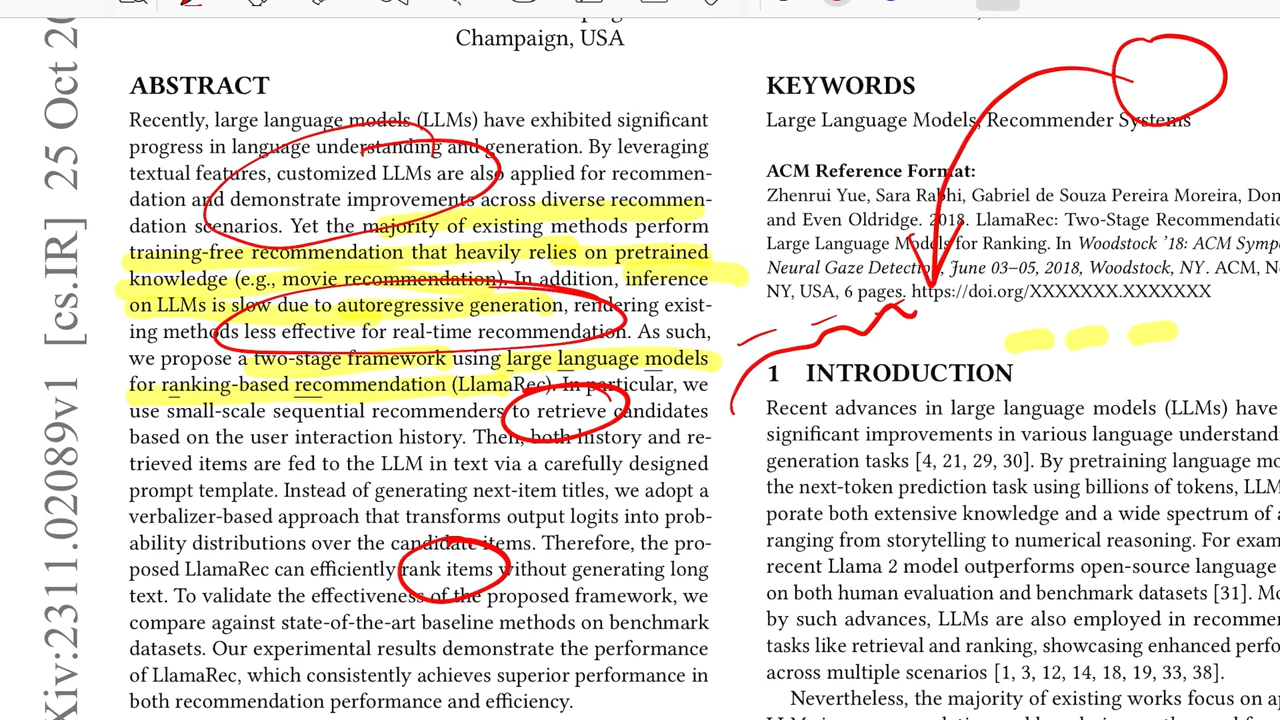 Champaign, USA
ABSTRACT
Recently, large language models (LLMs) have exhibited significant
progress in language understanding and generation. By leveraging
textual features, customized LLMs are also applied for recommen-
dation and demonstrate improvements across diverse recommen-
dation scenarios. Yet the majority of existing methods perform
training-free recommendation that heavily relies on pretrained
knowledge (e.g., movie recommendation). In addition, inference
on LLMs is slow due to autoregressive generation, rendering exist-
ing methods less effective for real-time recommendation. As such,
we propose a two-stage framework using large language models
for ranking-based recommendation (LlamaRec). In particular, we
use small-scale sequential recommenders to retrieve candidates
based on the user interaction history. Then, both history and re-
trieved items are fed to the LLM in text via a carefully designed
prompt template. Instead of generating next-item titles, we adopt a
verbalizer-based approach that transforms output logits into prob-
ability distributions over the candidate items. Therefore, the pro-
posed LlamaRec can efficiently rank items without generating long
text. To validate the effectiveness of the proposed framework, we
compare against state-of-the-art baseline methods on benchmark
datasets. Our experimental results demonstrate the performance
of LlamaRec, which consistently achieves superior performance in
both recommendation performance and efficiency.
KEYWORDS
Large Language Models, Recommender Systems
ACM Reference Format:
Zhenrui Yue, Sara Rabhi, Gabriel de Souza Pereira Moreira, Don
and Even Oldridge. 2018. LlamaRec: Two-Stage Recommendatio
Large Language Models for Ranking. In Woodstock '18: ACM Symp
Neural Gaze Detection, June 03–05, 2018, Woodstock, NY. ACM, N
NY, USA, 6 pages. https://doi.org/XXXXXXX.XXXXXXX
1 INTRODUCTION
Recent advances in large language models (LLMs) have
significant improvements in various language understand
generation tasks [4, 21, 29, 30]. By pretraining language mo
the next-token prediction task using billions of tokens, LLM
porate both extensive knowledge and a wide spectrum of a
ranging from storytelling to numerical reasoning. For exam
recent Llama 2 model outperforms open-source language
on both human evaluation and benchmark datasets [31]. Mo
by such advances, LLMs are also employed in recommen
tasks like retrieval and ranking, showcasing enhanced perfo
across multiple scenarios [1, 3, 12, 14, 18, 19, 33, 38].
Nevertheless, the majority of existing works focus on ap
Xiv:2311.02089v1 [cs.IR] 25 Oct 20